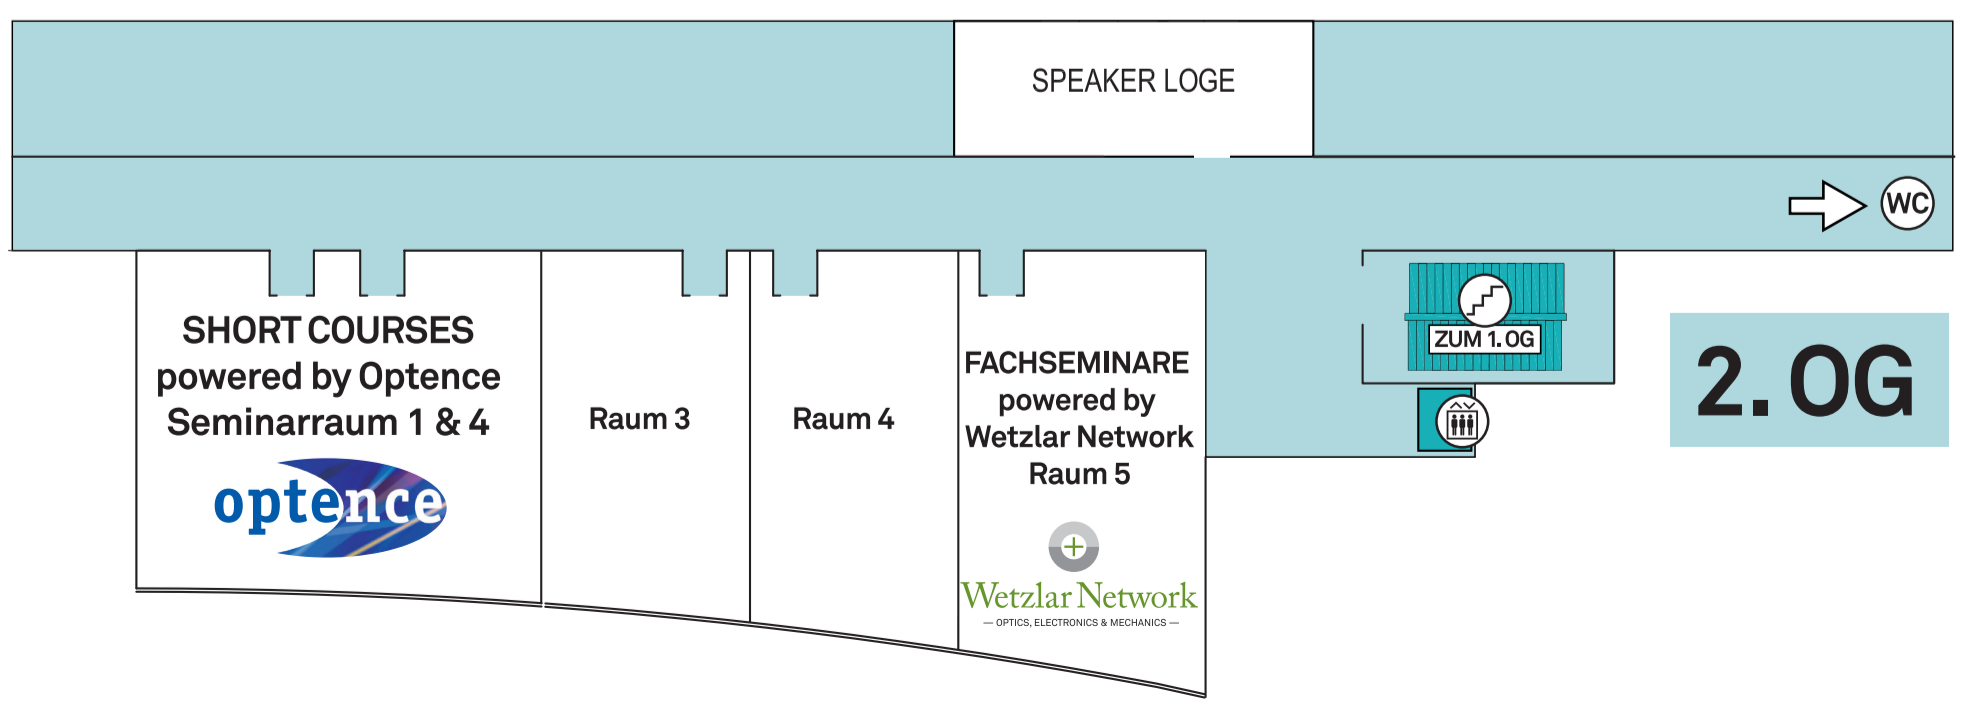 SPEAKER LOGE
WC
SHORT COURSES
powered by Optence
Seminarraum 1 & 4
optence
Raum 3
Raum 4
FACHSEMINARE
powered by
Wetzlar Network
Raum 5
Wetzlar Network
— OPTICS, ELECTRONICS & MECHANICS —
ZUM 1. OG
2. OG